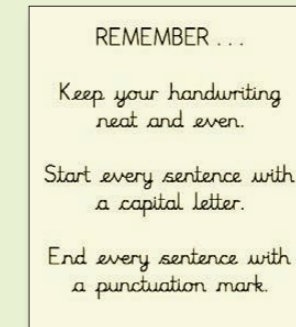 REMEMBER . . .
Keep your handwriting
neat and even.
Start every sentence with
a capital letter.
End every sentence with
a punctuation mark.